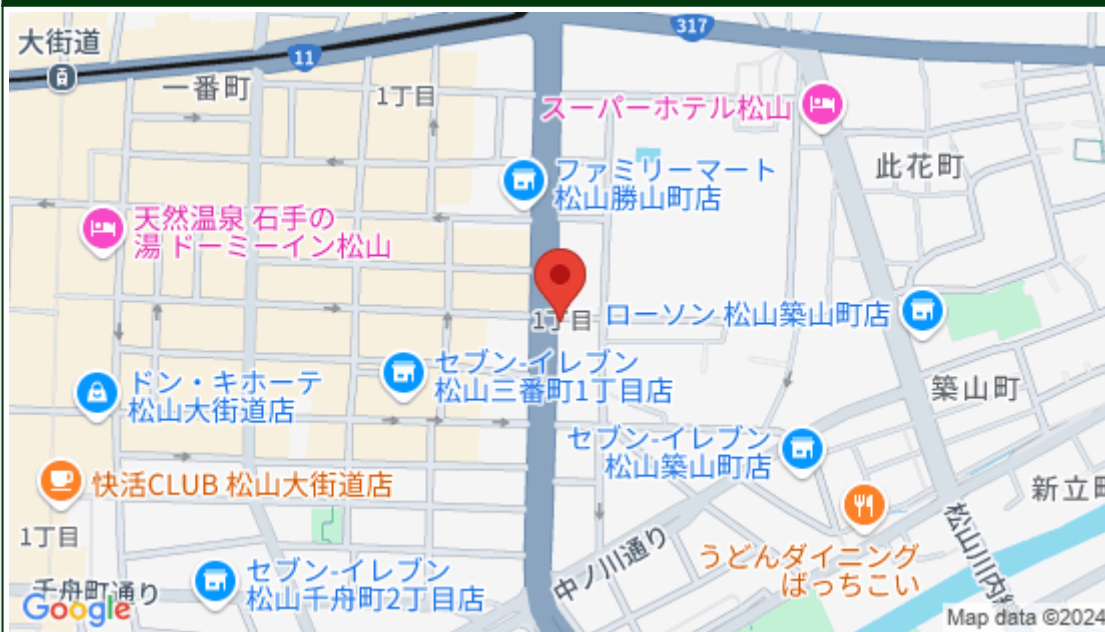 大街道
11
317
一番町
1丁目
スーパーホテル松山
此花町
ファミリーマート
松山勝山町店
天然温泉 石手の
湯 ドーミーイン松山
1丁目
ローソン 松山築山町店
セブン-イレブン
松山三番町1丁目店
ドン・キホーテ
松山大街道店
築山町
セブン-イレブン
松山築山町店
快活CLUB 松山大街道店
新立町
1丁目
中ノ川通り
松山川内線
うどんダイニング
ばっちこい
セブン-イレブン
松山千舟町2丁目店
千舟町通り
Google
Map data ©2024